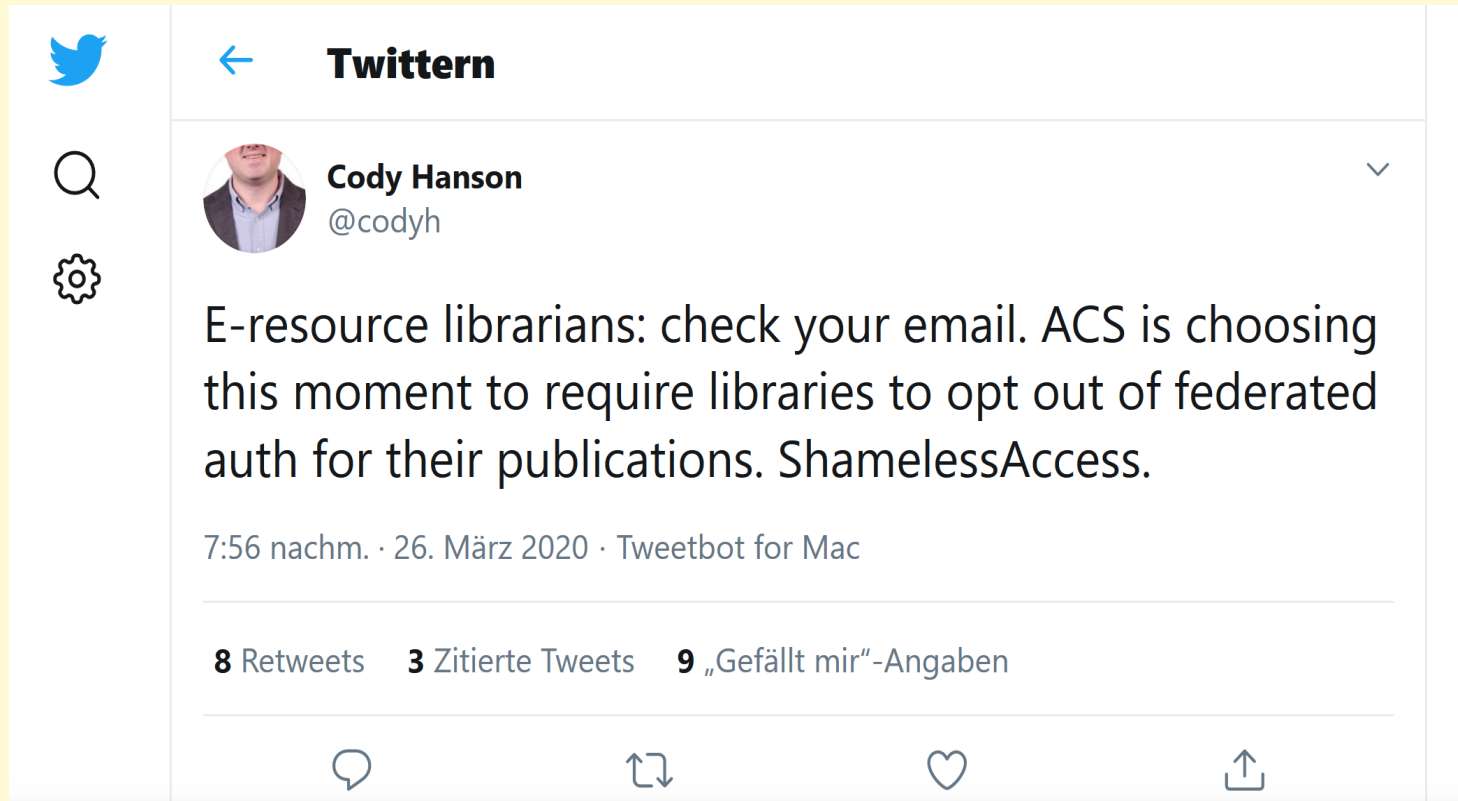 Twittern
Cody Hanson
@codyh
E-resource librarians: check your email. ACS is choosing
this moment to require libraries to opt out of federated
auth for their publications. ShamelessAccess.
7:56 nachm. · 26. März 2020 · Tweetbot for Mac
8 Retweets 3 Zitierte Tweets 9 „Gefällt mir“-Angaben